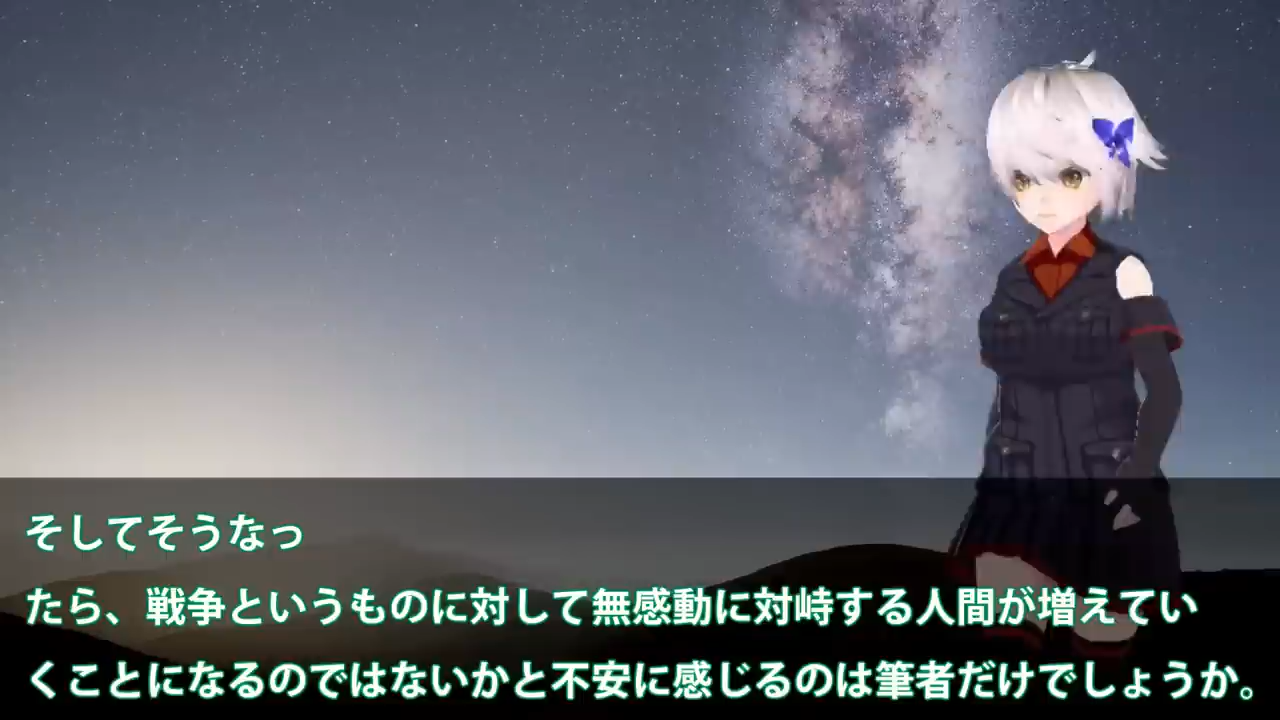 そしてそうなっ
たら、戦争というものに対して無感動に対峙する人間が増えてい
くことになるのではないかと不安に感じるのは筆者だけでしょうか。